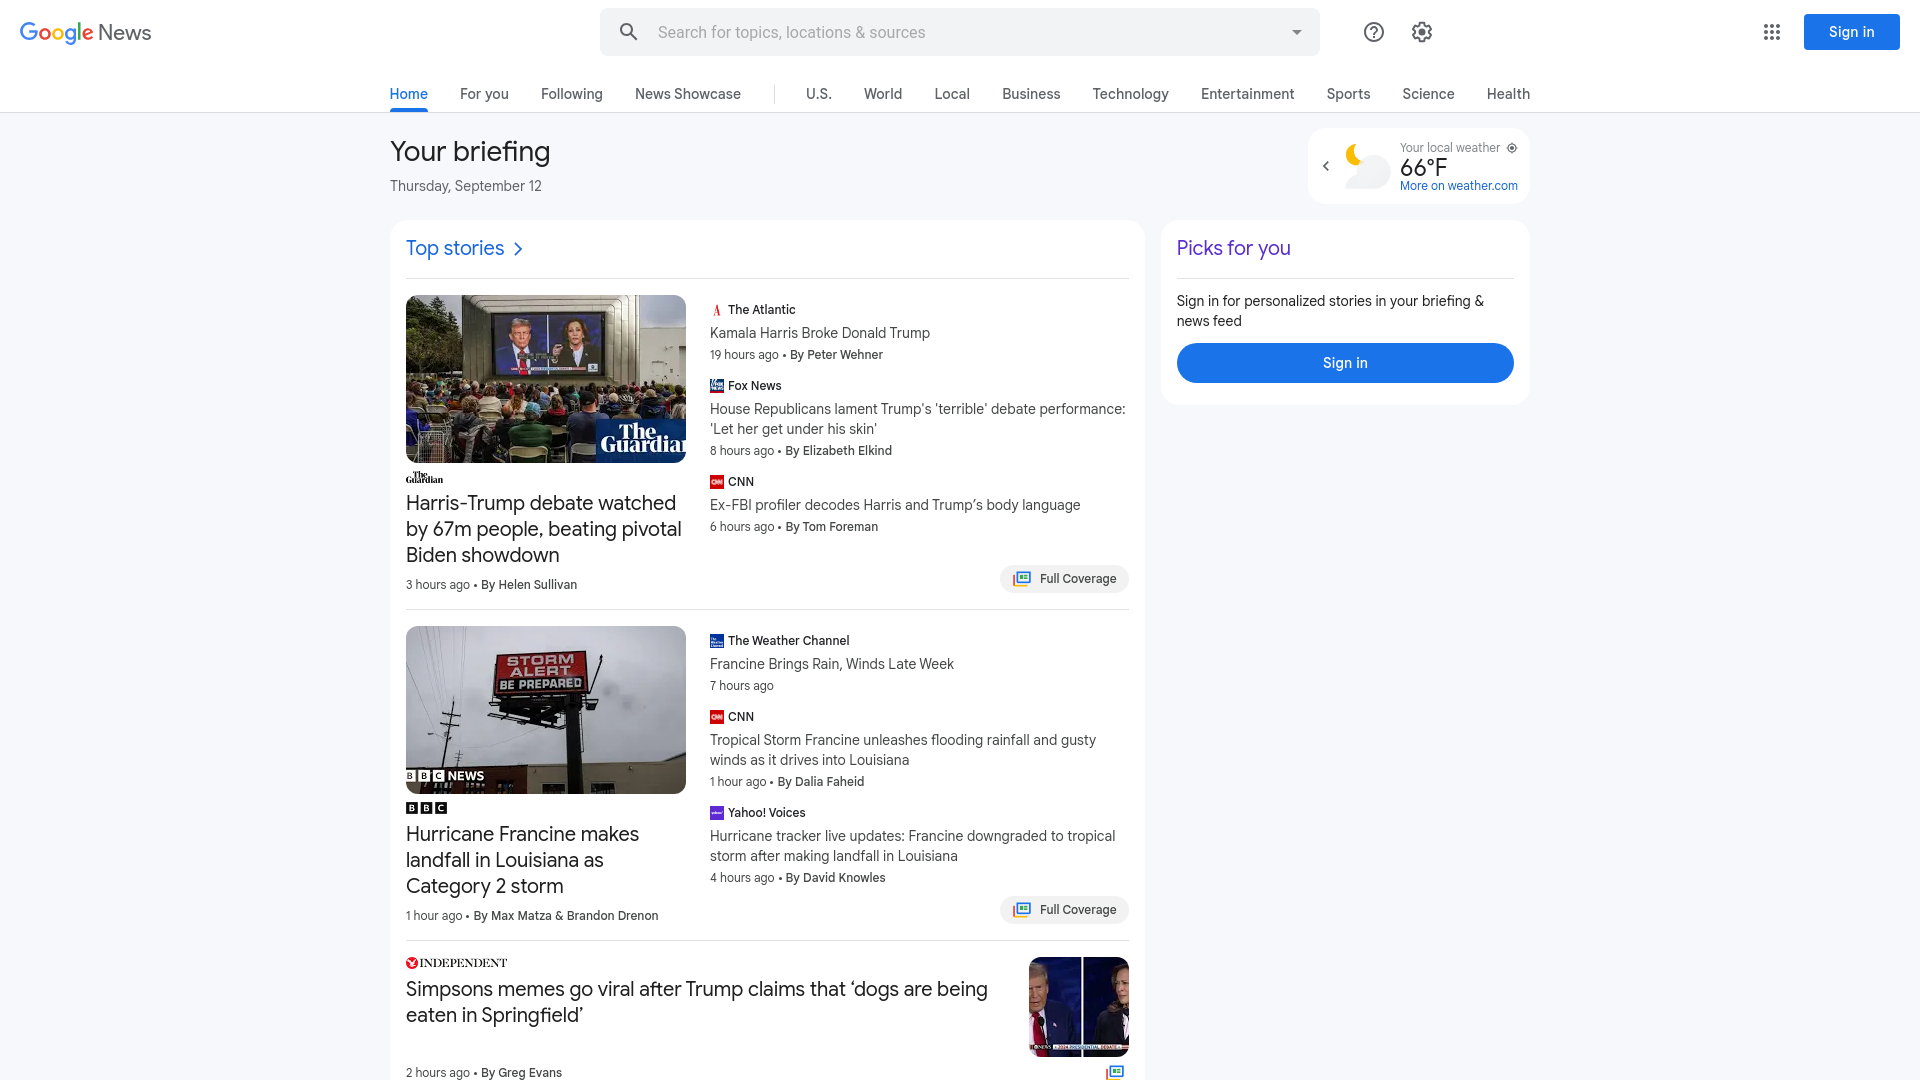 Google News
Search for topics, locations & sources
Sign in
Home
For you
Following
News Showcase
U.S.
World
Local
Business
Technology
Entertainment
Sports
Science
Health
Your briefing
Thursday, September 12
Your local weather
66°F
More on weather.com
Top stories
The Guardian
Harris-Trump debate watched
by 67m people, beating pivotal
Biden showdown
3 hours ago • By Helen Sullivan
The Atlantic
Kamala Harris Broke Donald Trump
19 hours ago • By Peter Wehner
Fox News
House Republicans lament Trump's 'terrible' debate performance:
'Let her get under his skin'
8 hours ago • By Elizabeth Elkind
CNN
Ex-FBI profiler decodes Harris and Trump’s body language
6 hours ago • By Tom Foreman
Full Coverage
STORM
ALERT
BE PREPARED
BBC NEWS
BBC
Hurricane Francine makes
landfall in Louisiana as
Category 2 storm
1 hour ago • By Max Matza & Brandon Drenon
The Weather Channel
Francine Brings Rain, Winds Late Week
7 hours ago
CNN
Tropical Storm Francine unleashes flooding rainfall and gusty
winds as it drives into Louisiana
1 hour ago • By Dalia Faheid
Yahoo! Voices
Hurricane tracker live updates: Francine downgraded to tropical
storm after making landfall in Louisiana
4 hours ago • By David Knowles
Full Coverage
INDEPENDENT
Simpsons memes go viral after Trump claims that ‘dogs are being
eaten in Springfield’
2 hours ago • By Greg Evans
Picks for you
Sign in for personalized stories in your briefing &
news feed
Sign in